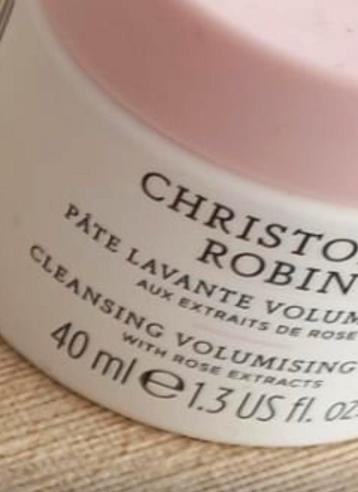 CHRISTO
ROBIN
PÂTE LAVANTE VOLUM
AUX EXTRAITS DE ROSE
CLEANSING VOLUMISING
WITH ROSE EXTRACTS
40 ml ℮ 1.3 US fl. oz.